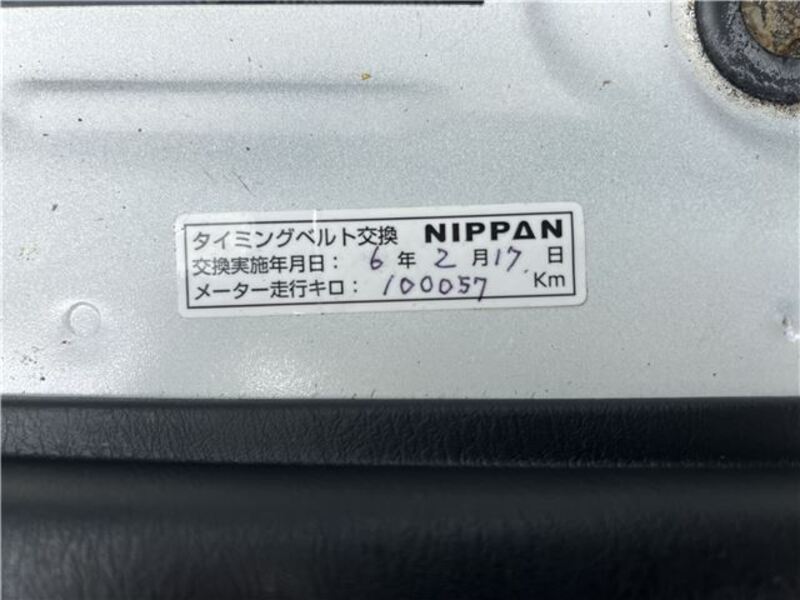 タイミングベルト交換 NIPPAN
交換実施年月日： 6 年 2 月 17 日
メーター走行キロ： 100057 Km